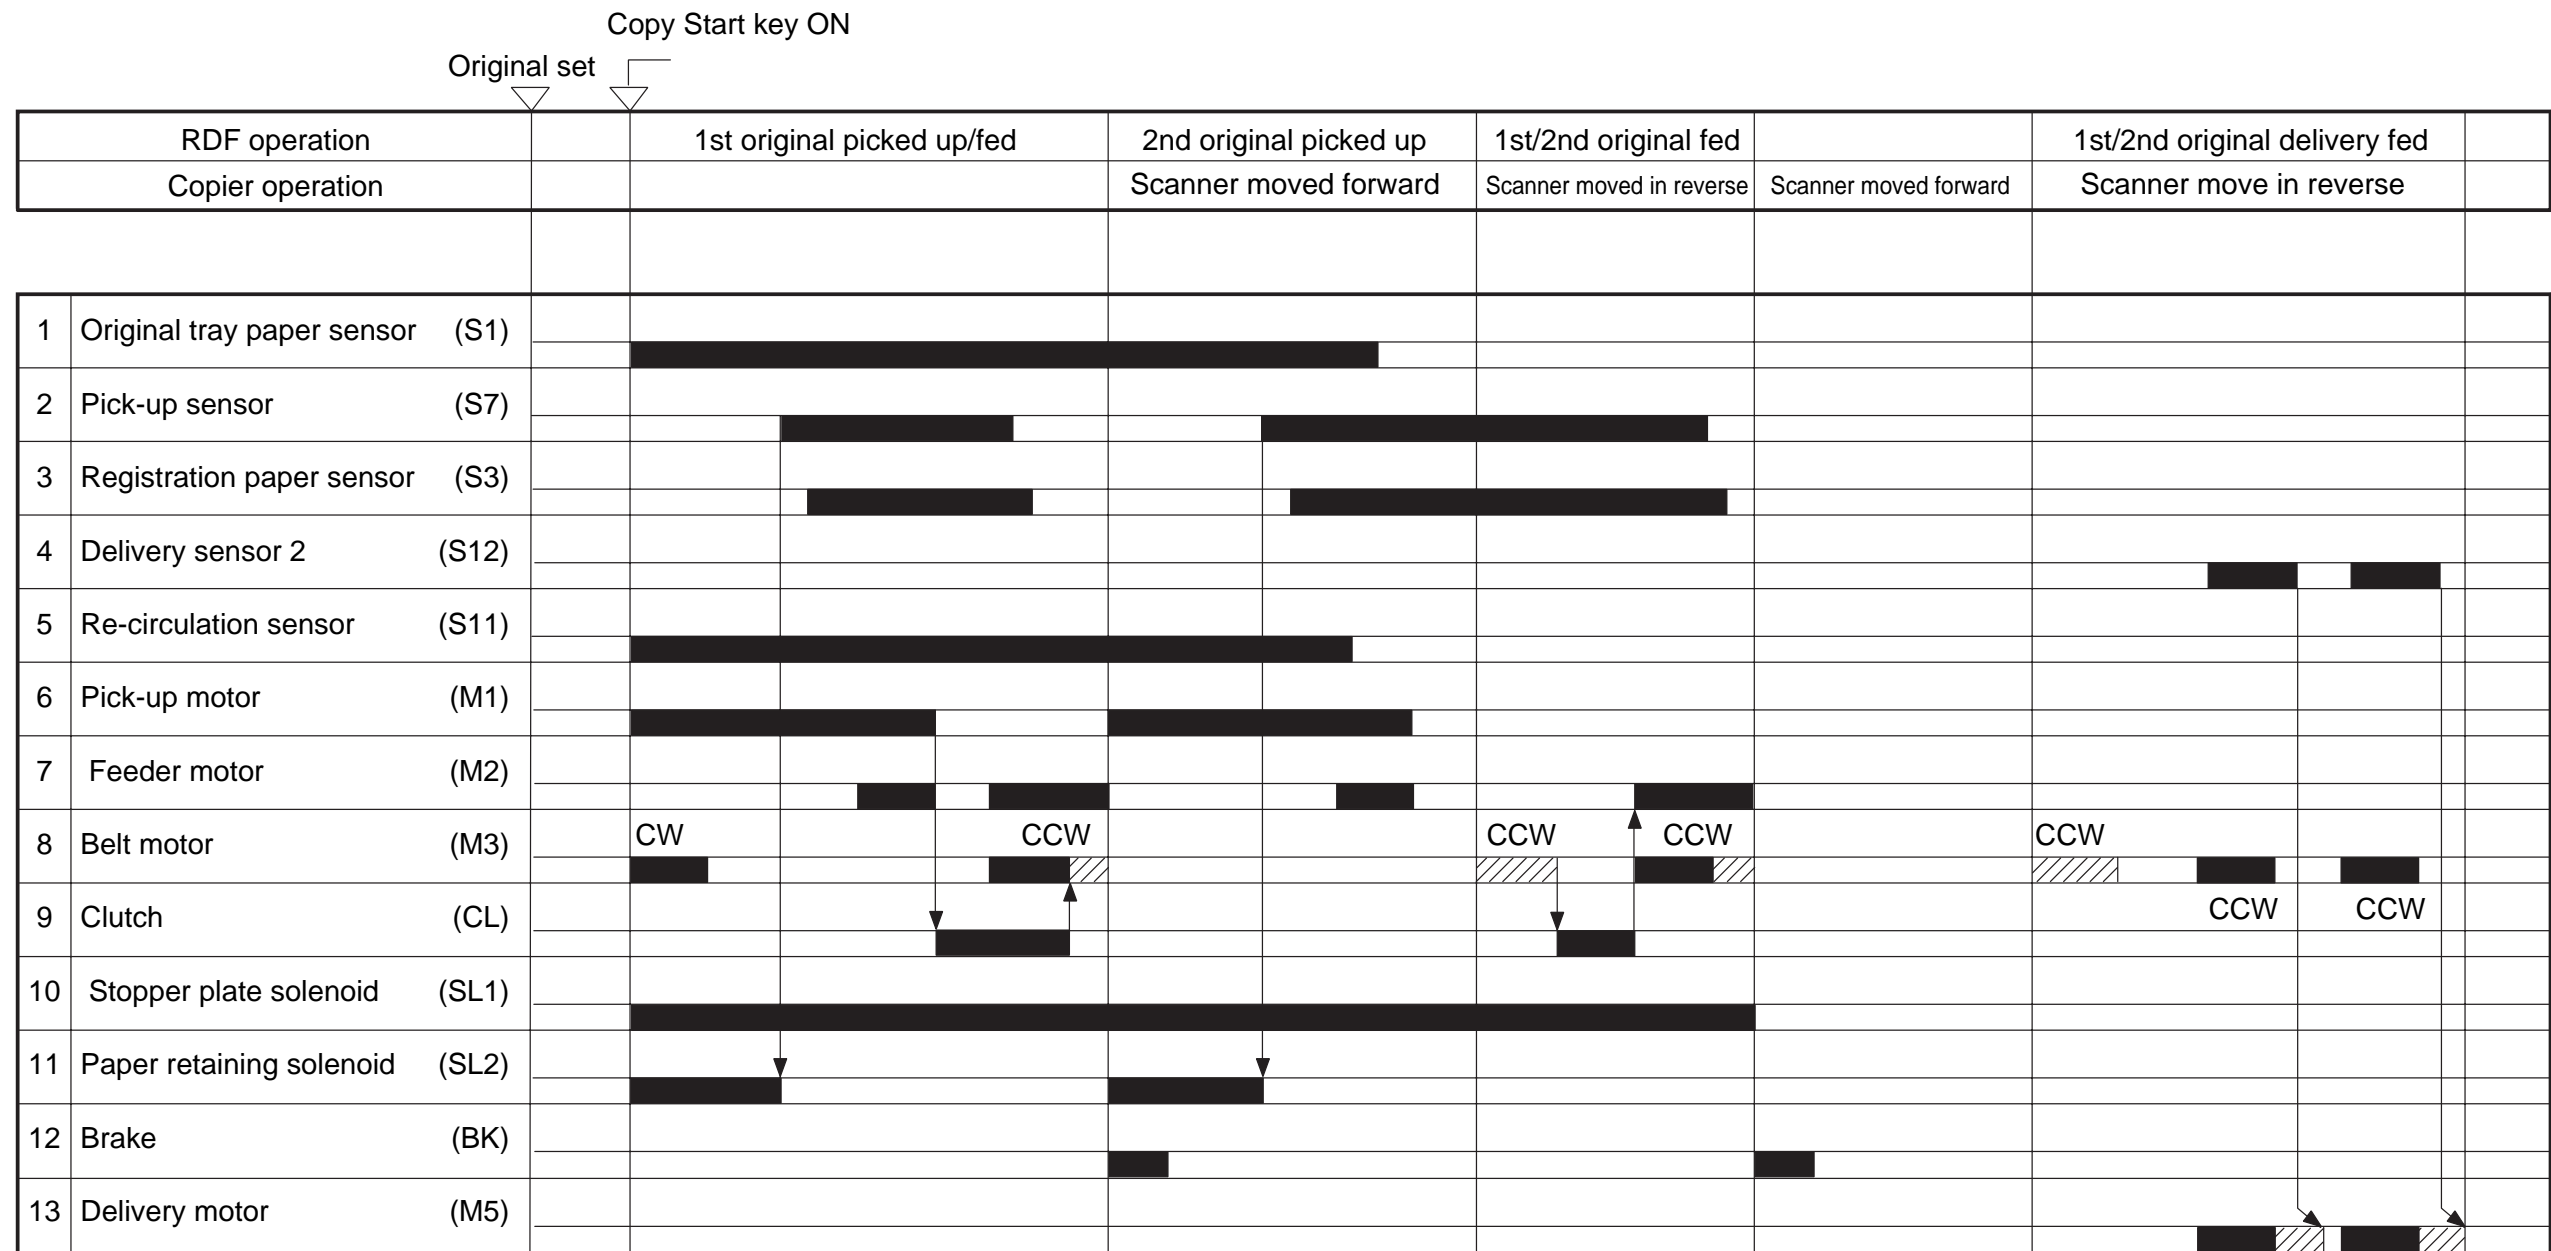 Copy Start key ON
Original set
RDF operation 1st original picked up/fed 2nd original picked up 1st/2nd original fed 1st/2nd original delivery fed
Copier operation Scanner moved forward Scanner moved in reverse Scanner moved forward Scanner move in reverse
1 Original tray paper sensor (S1)
2 Pick-up sensor (S7)
3 Registration paper sensor (S3)
4 Delivery sensor 2 (S12)
5 Re-circulation sensor (S11)
6 Pick-up motor (M1)
7 Feeder motor (M2)
8 Belt motor (M3) CW CCW CCW CCW CCW
9 Clutch (CL) CCW CCW
10 Stopper plate solenoid (SL1)
11 Paper retaining solenoid (SL2)
12 Brake (BK)
13 Delivery motor (M5)